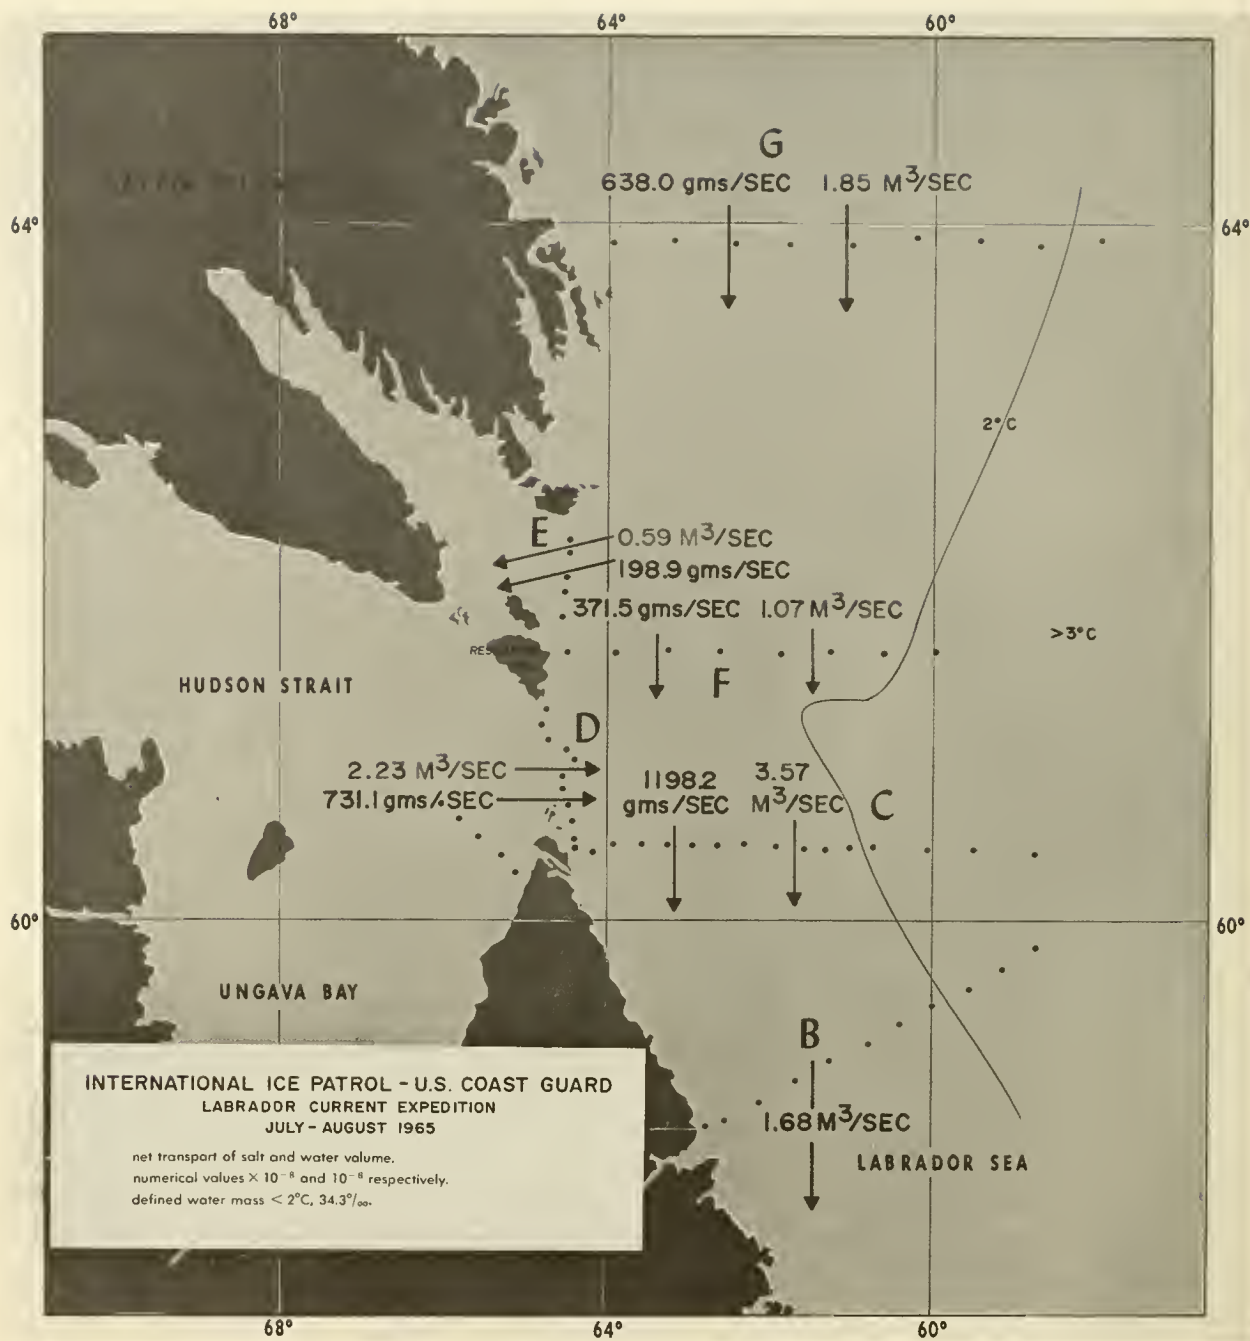 68° 64° 60°
G
638.0 gms/SEC 1.85 M³/SEC
64° 64°
2°C
E
0.59 M³/SEC
198.9 gms/SEC
371.5 gms/SEC 1.07 M³/SEC
>3°C
F
HUDSON STRAIT
D
2.23 M³/SEC
731.1 gms/SEC
1198.2
gms/SEC
3.57
M³/SEC
C
60° 60°
UNGAVA BAY
B
1.68 M³/SEC
LABRADOR SEA
INTERNATIONAL ICE PATROL - U.S. COAST GUARD
LABRADOR CURRENT EXPEDITION
JULY - AUGUST 1965
net transport of salt and water volume.
numerical values × 10⁻⁸ and 10⁻⁶ respectively.
defined water mass < 2°C, 34.3°/₀₀.
68° 64° 60°